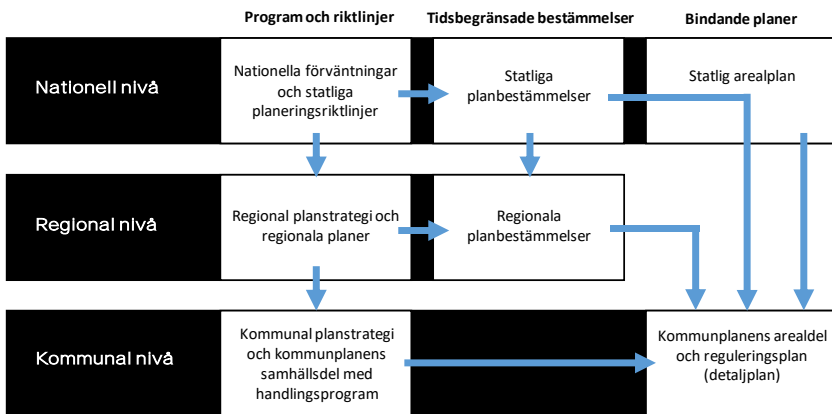 Program och riktlinjer
Tidsbegränsade bestämmelser
Bindande planer
Nationell nivå
Nationella förväntningar
och statliga
planeringsriktlinjer
Statliga
planbestämmelser
Statlig arealplan
Regional nivå
Regional planstrategi och
regionala planer
Regionala
planbestämmelser
Kommunal nivå
Kommunal planstrategi
och kommunplanens
samhällsdel med
handlingsprogram
Kommunplanens arealdel
och reguleringsplan
(detaljplan)